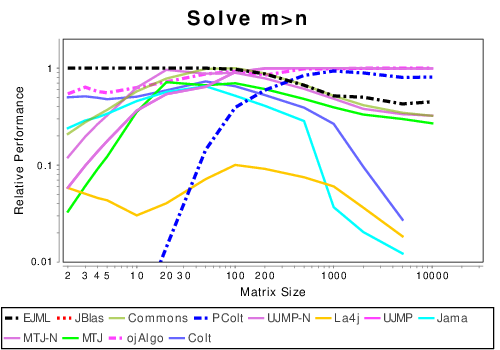 Solve m>n
Relative Performance
1
0.1
0.01
2 3 4 5 10 20 30 100 200 1000 10000
Matrix Size
EJML JBlas Commons PColt UJMP-N La4j UJMP Jama
MTJ-N MTJ ojAlgo Colt